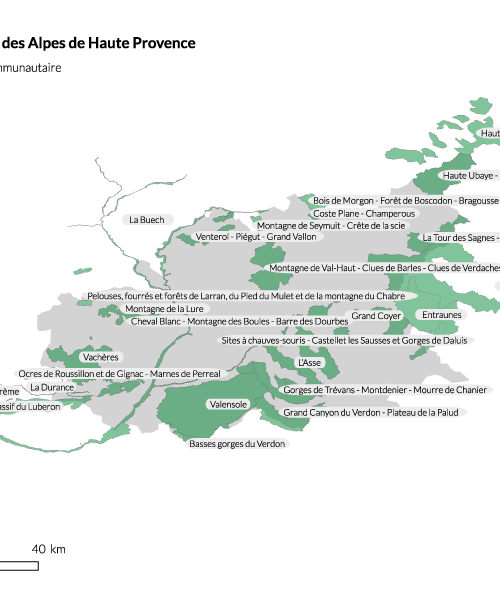 des Alpes de Haute Provence
mmunautaire
Haut
Haute Ubaye -
Bois de Morgon - Forêt de Boscodon - Bragousse
Coste Plane - Champerous
La Buech
Montagne de Seymuit - Crête de la scie
Venterol - Piégut - Grand Vallon
La Tour des Sagnes -
Montagne de Val-Haut - Clues de Barles - Clues de Verdaches
Pelouses, fourrés et forêts de Larran, du Pied du Mulet et de la montagne du Chabre
Montagne de la Lure
Grand Coyer
Entraunes
Cheval Blanc - Montagne des Boules - Barre des Dourbes
Sites à chauves-souris - Castellet les Sausses et Gorges de Daluis
Vachères
L'Asse
Ocres de Roussillon et de Gignac - Marnes de Perreal
La Durance
rème
Gorges de Trévans - Montdenier - Mourre de Chanier
assif du Luberon
Valensole
Grand Canyon du Verdon - Plateau de la Palud
Basses gorges du Verdon
40 km